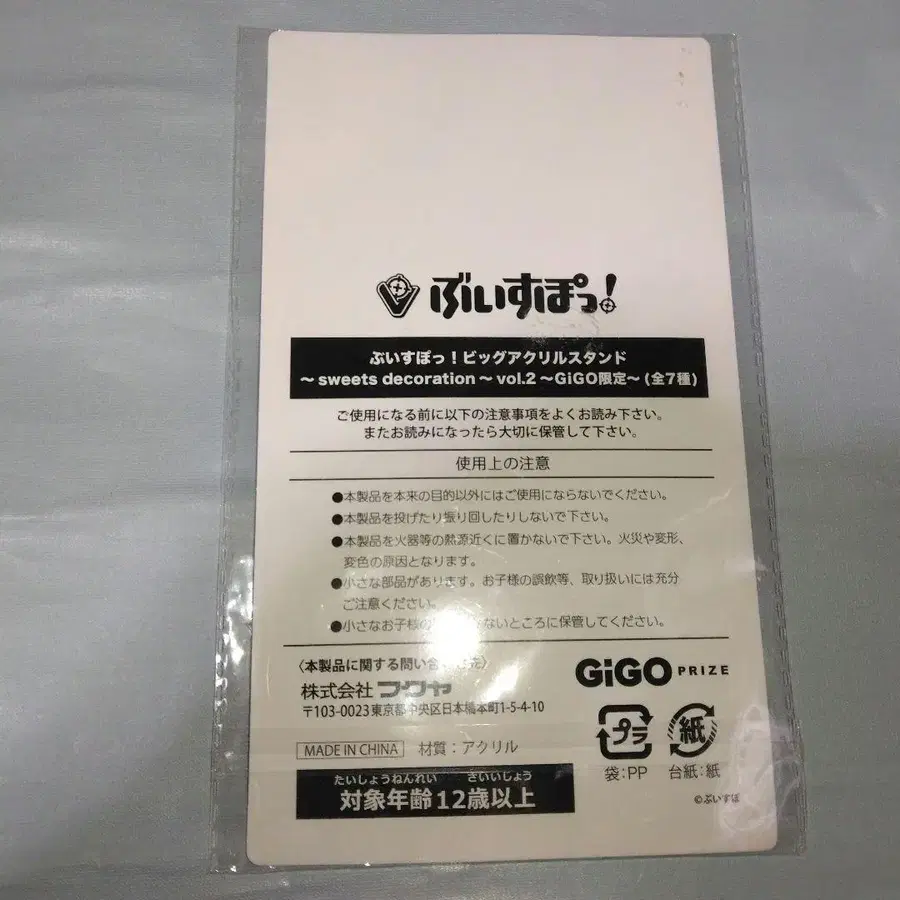 ぶいすぽっ!
ぶいすぽっ!ビッグアクリルスタンド
~ sweets decoration ~ vol.2 ~GiGO限定~ (全7種)
ご使用になる前に以下の注意事項をよくお読み下さい。
またお読みになったら大切に保管して下さい。
使用上の注意
●本製品を本来の目的以外にはご使用にならないでください。
●本製品を投げたり振り回したりしないで下さい。
●本製品を火器等の熱源近くに置かないで下さい。火災や変形、
変色の原因となります。
●小さな部品があります。お子様の誤飲等、取り扱いには充分
ご注意ください。
●小さなお子様の ないところに保管してください。
〈本製品に関する問い合 先〉
株式会社 フクヤ
〒103-0023 東京都中央区日本橋本町1-5-4-10
GiGO PRIZE
MADE IN CHINA 材質:アクリル
プラ 紙
袋:PP 台紙:紙
たいしょうねんれい さいいじょう
対象年齢12歳以上
©ぶいすぽ